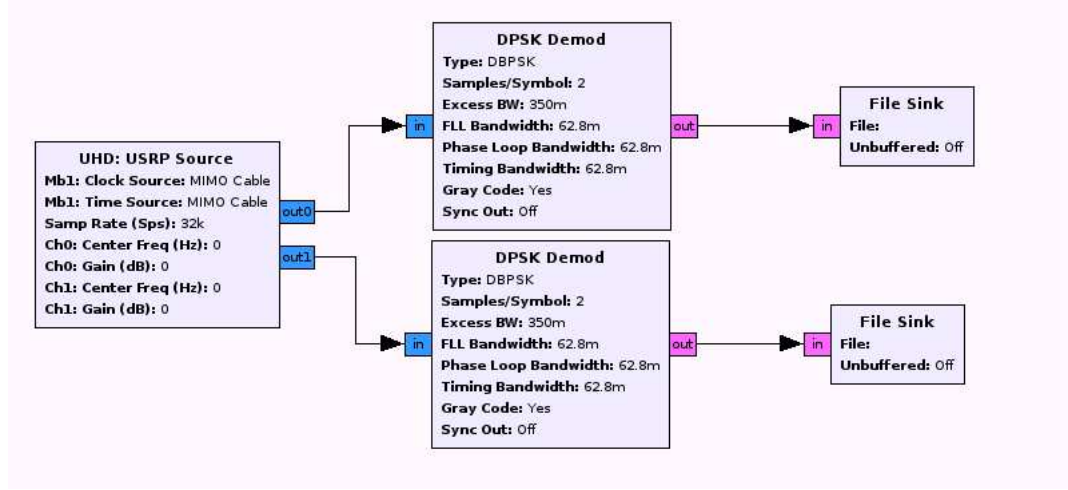 UHD: USRP Source
Mb1: Clock Source: MIMO Cable
Mb1: Time Source: MIMO Cable
Samp Rate (Sps): 32k
Ch0: Center Freq (Hz): 0
Ch0: Gain (dB): 0
Ch1: Center Freq (Hz): 0
Ch1: Gain (dB): 0
out0
out1
in
DPSK Demod
Type: DBPSK
Samples/Symbol: 2
Excess BW: 350m
FLL Bandwidth: 62.8m
Phase Loop Bandwidth: 62.8m
Timing Bandwidth: 62.8m
Gray Code: Yes
Sync Out: Off
out
in
File Sink
File:
Unbuffered: Off
in
DPSK Demod
Type: DBPSK
Samples/Symbol: 2
Excess BW: 350m
FLL Bandwidth: 62.8m
Phase Loop Bandwidth: 62.8m
Timing Bandwidth: 62.8m
Gray Code: Yes
Sync Out: Off
out
in
File Sink
File:
Unbuffered: Off